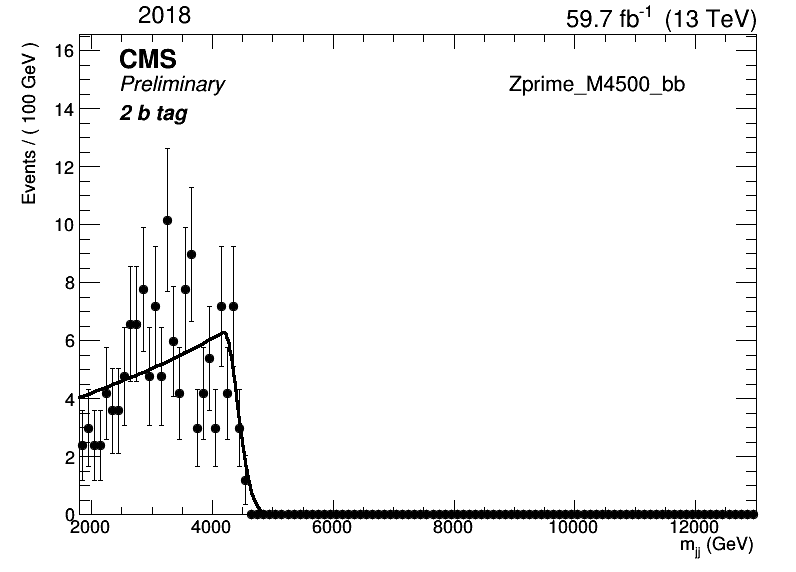 2018
59.7 fb⁻¹ (13 TeV)
CMS
Preliminary
2 b tag
Zprime_M4500_bb
Events / ( 100 GeV )
16
14
12
10
8
6
4
2
0
2000 4000 6000 8000 10000 12000
m_jj (GeV)